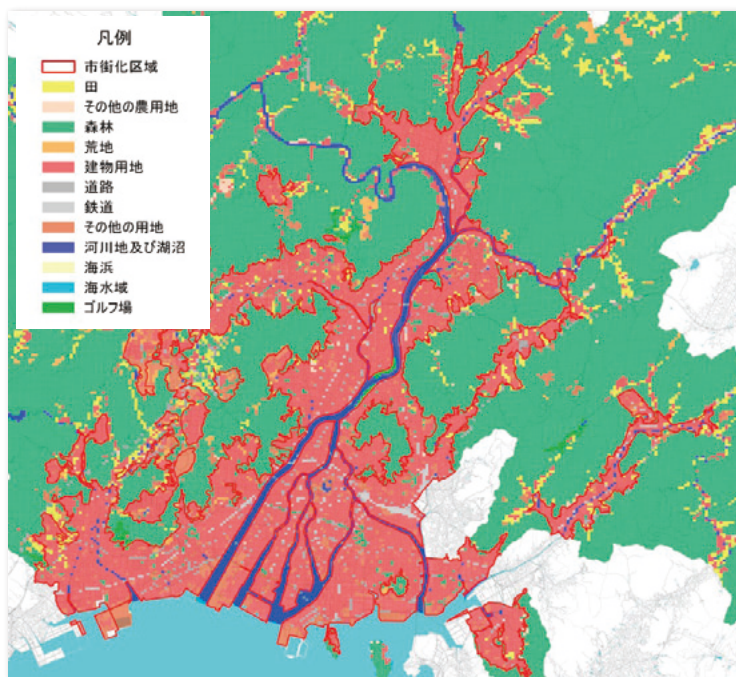 凡例
市街化区域
田
その他の農用地
森林
荒地
建物用地
道路
鉄道
その他の用地
河川地及び湖沼
海浜
海水域
ゴルフ場